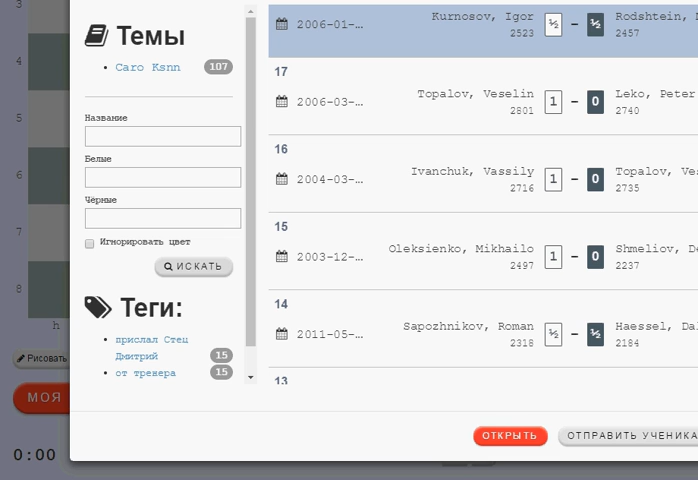 3
4
5
6
7
8
h
Рисовать
МОЯ
0:00
Темы
Caro Ksnn 107
Название
Белые
Чёрные
Игнорировать цвет
ИСКАТЬ
Теги:
прислал Стец
Дмитрий 15
от тренера 15
2006-01-… Kurnosov, Igor ½ – ½ Rodshtein,
2523 2457
17
2006-03-… Topalov, Veselin 1 – 0 Leko, Peter
2801 2740
16
2004-03-… Ivanchuk, Vassily 1 – 0 Topalov, Ve
2716 2735
15
2003-12-… Oleksienko, Mikhailo 1 – 0 Shmeliov, D
2497 2237
14
2011-05-… Sapozhnikov, Roman ½ – ½ Haessel, Da
2318 2184
13
ОТКРЫТЬ ОТПРАВИТЬ УЧЕНИКА